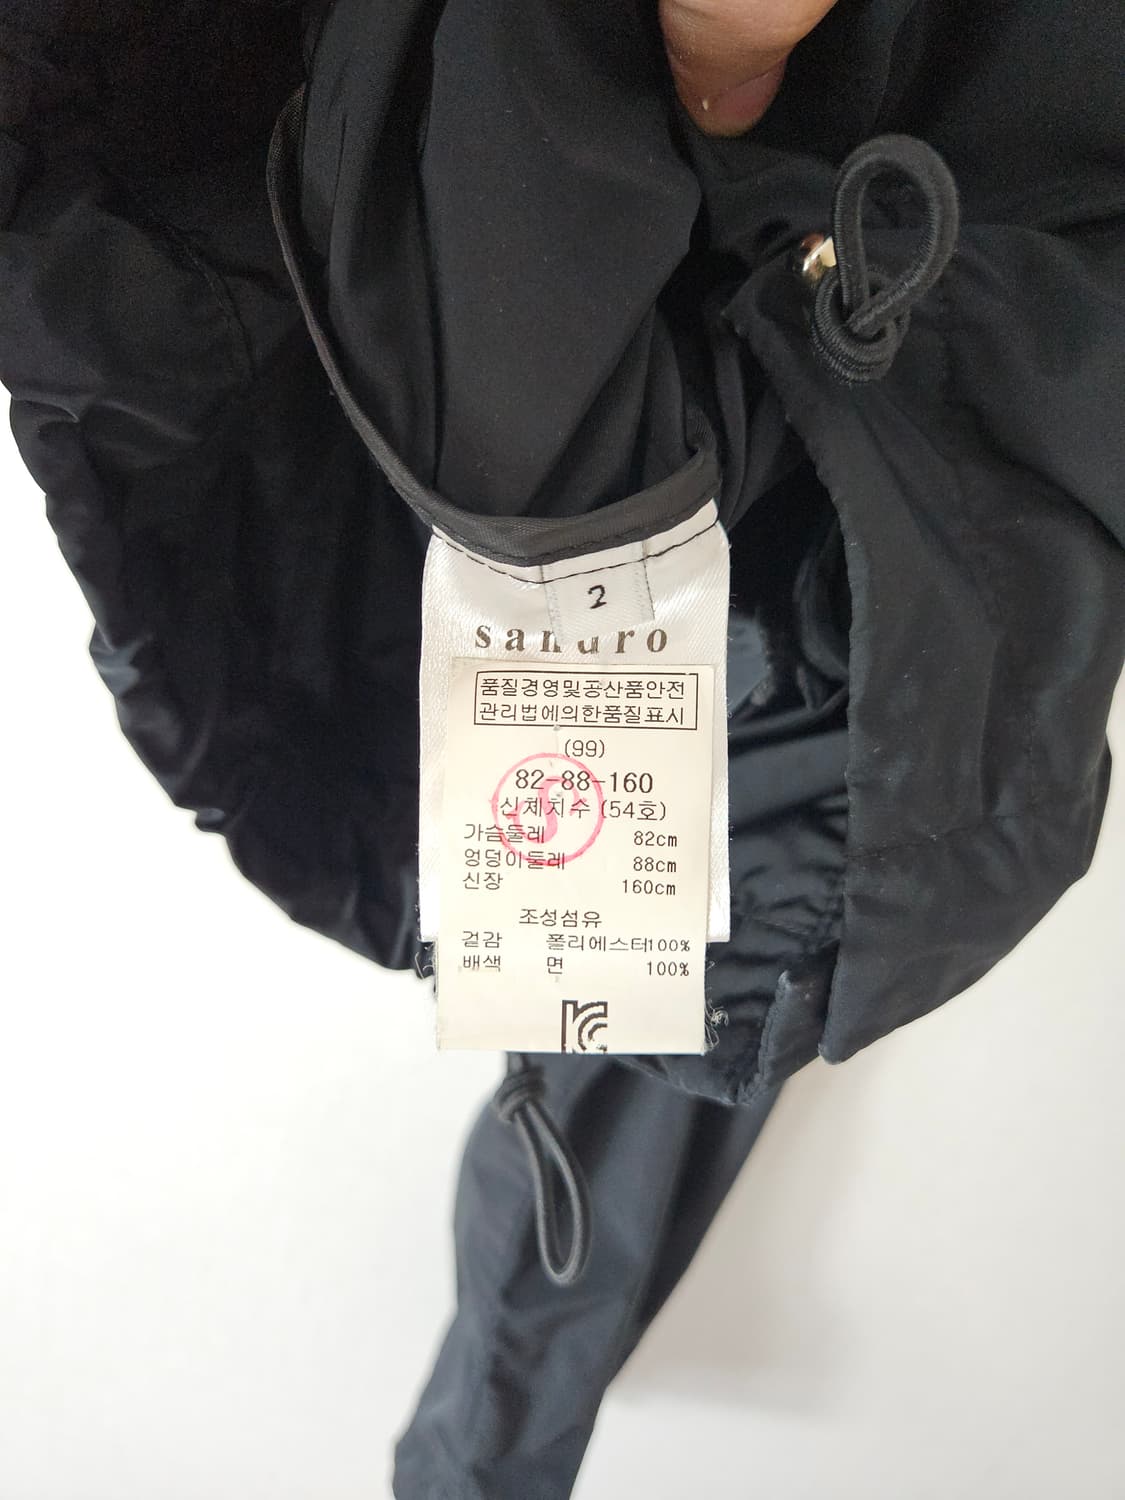 2
sandro
품질경영및공산품안전
관리법에의한품질표시
(99)
82-88-160
신체치수 (54호)
가슴둘레 82cm
엉덩이둘레 88cm
신장 160cm
조성섬유
겉감 폴리에스터100%
배색 면 100%